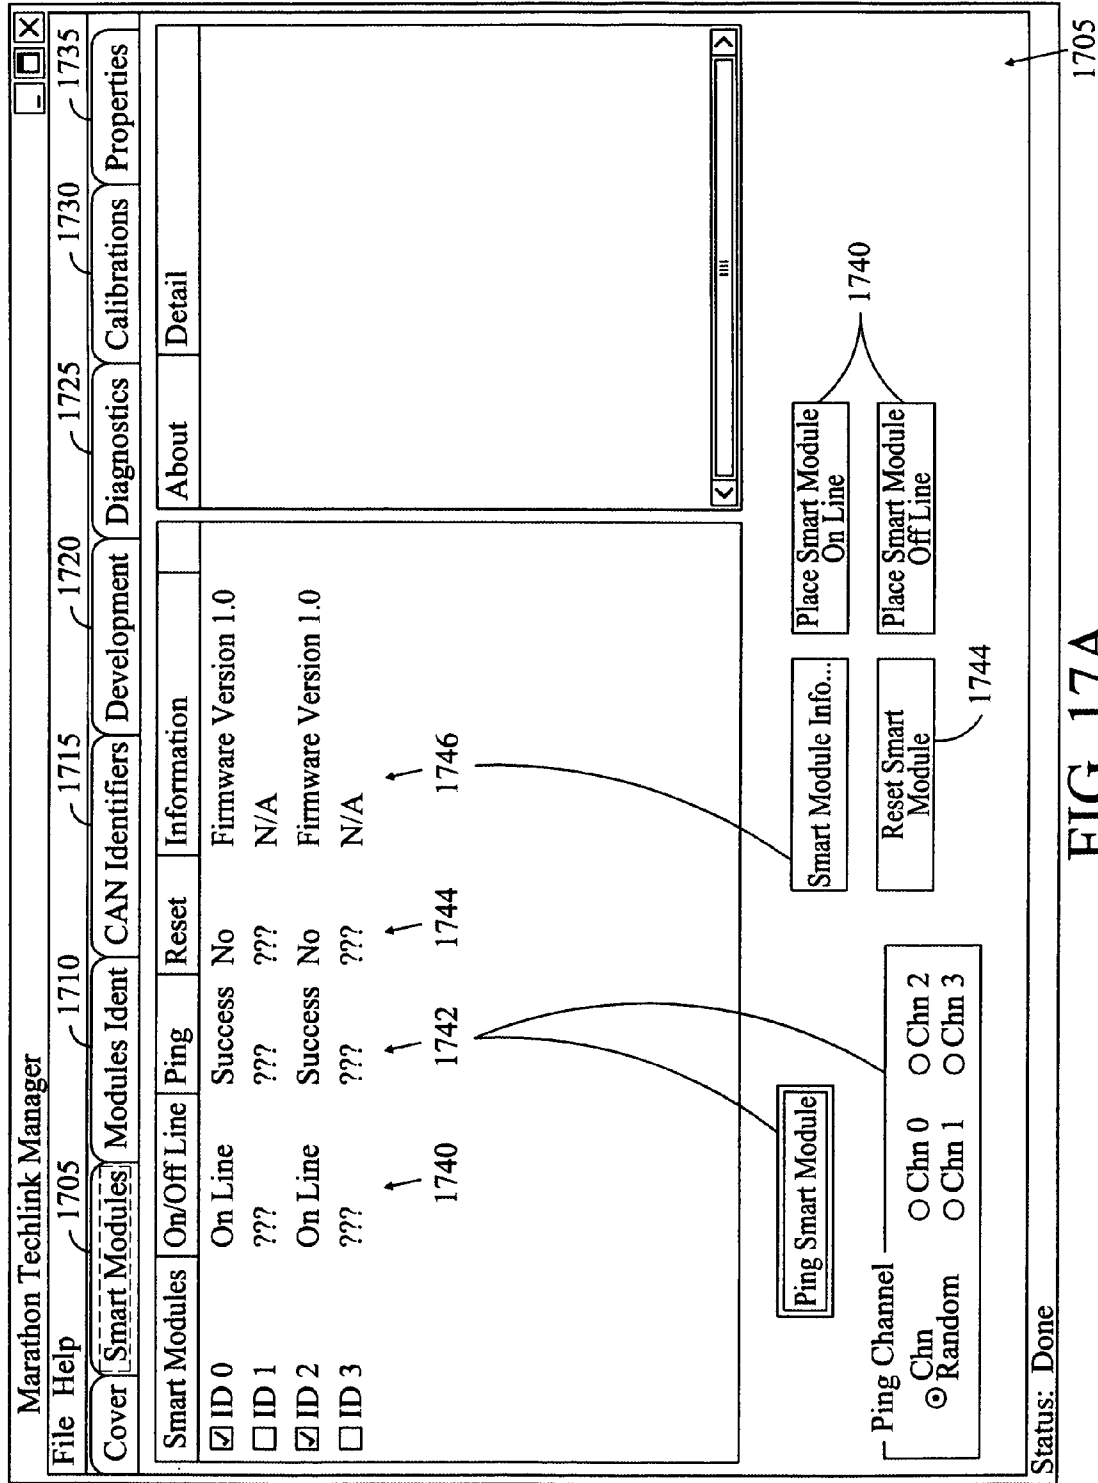 Marathon Techlink Manager
File Help
1705
1710
1715
1720
1725
1730
1735
Cover
Smart Modules
Modules Ident
CAN Identifiers
Development
Diagnostics
Calibrations
Properties
Smart Modules On/Off Line Ping Reset Information
ID 0 On Line Success No Firmware Version 1.0
ID 1 ??? ??? ??? N/A
ID 2 On Line Success No Firmware Version 1.0
ID 3 ??? ??? ??? N/A
1740
1742
1744
1746
About Detail
Ping Smart Module
Smart Module Info...
Place Smart Module
On Line
1740
Reset Smart
Module
1744
Place Smart Module
Off Line
Ping Channel
Chn
Random
Chn 0
Chn 2
Chn 1
Chn 3
Status: Done
1705
FIG. 17A